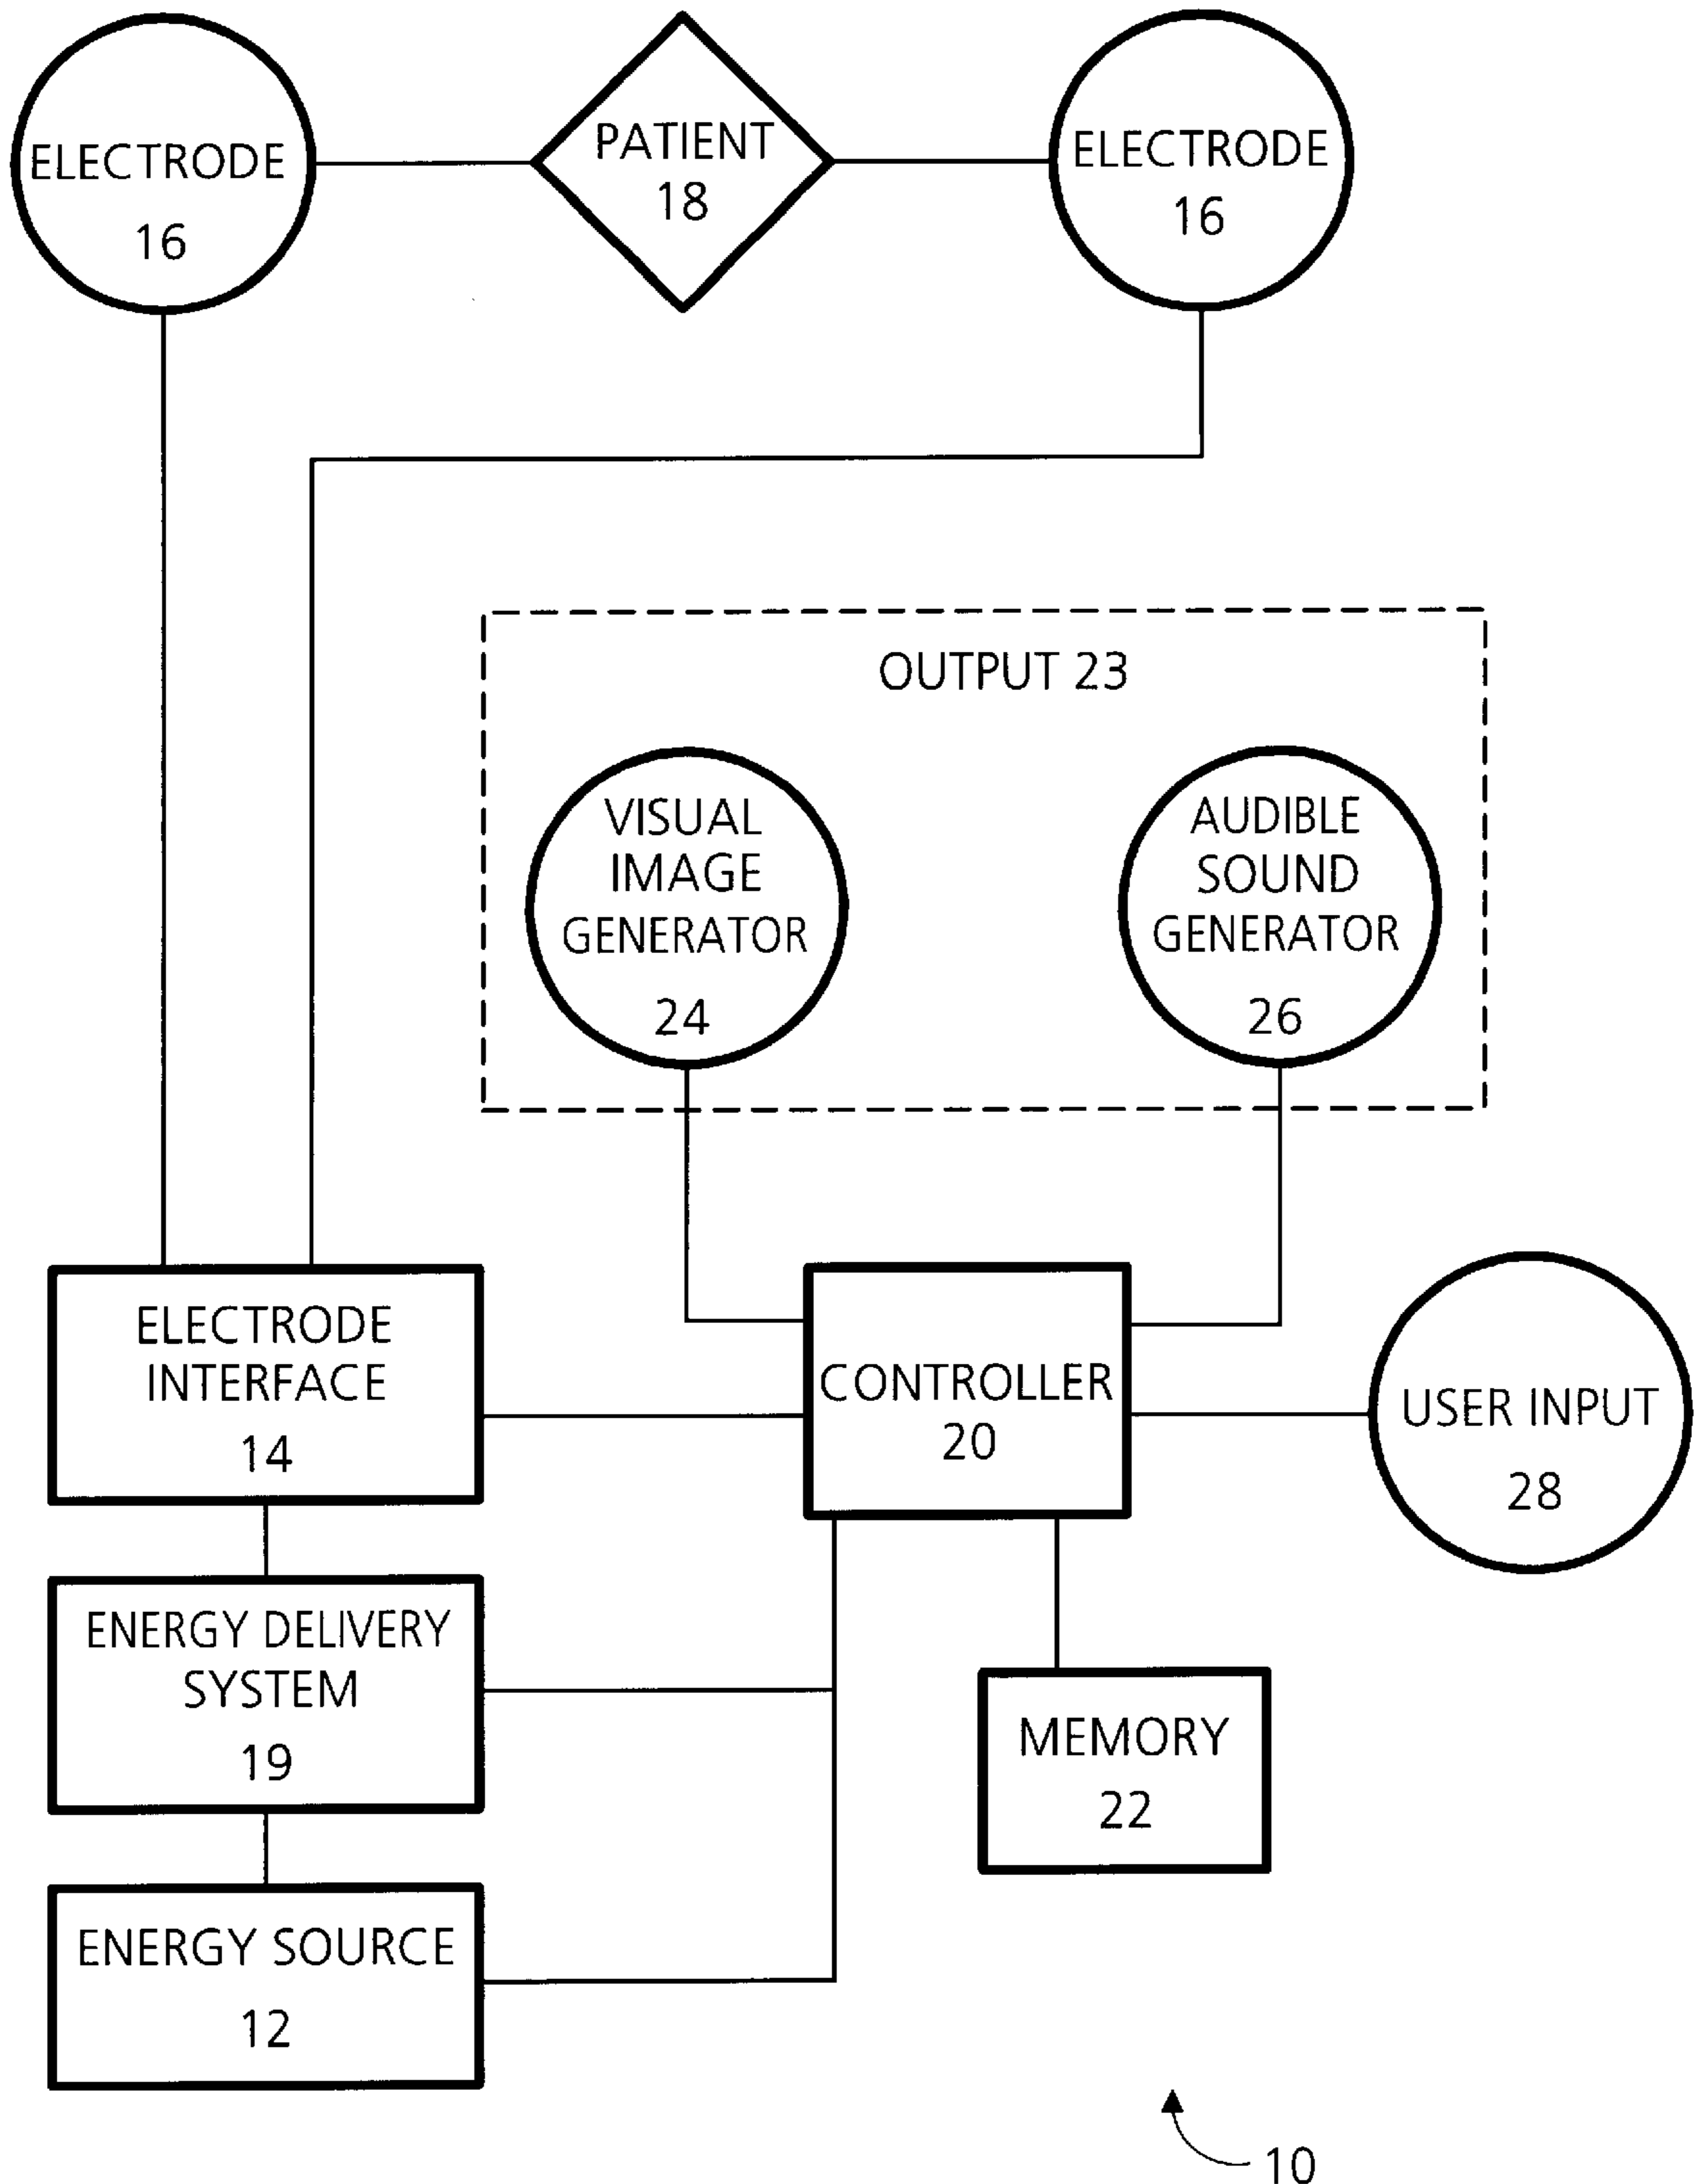 ELECTRODE
16
PATIENT
18
ELECTRODE
16
OUTPUT 23
VISUAL
IMAGE
GENERATOR
24
AUDIBLE
SOUND
GENERATOR
26
ELECTRODE
INTERFACE
14
CONTROLLER
20
USER INPUT
28
ENERGY DELIVERY
SYSTEM
19
MEMORY
22
ENERGY SOURCE
12
10